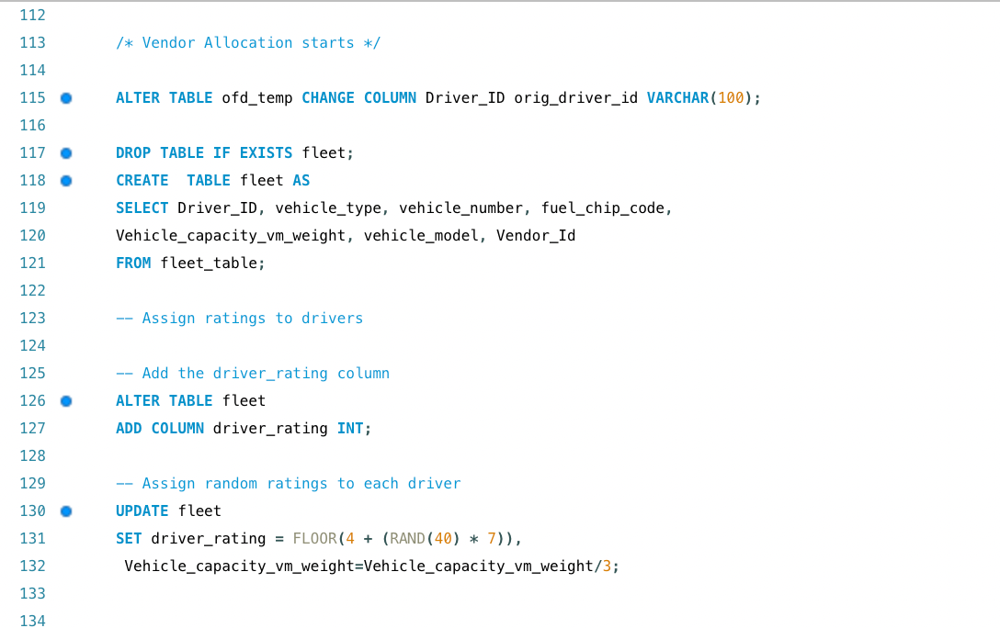 112
113 /* Vendor Allocation starts */
114
115 ALTER TABLE ofd_temp CHANGE COLUMN Driver_ID orig_driver_id VARCHAR(100);
116
117 DROP TABLE IF EXISTS fleet;
118 CREATE  TABLE fleet AS
119 SELECT Driver_ID, vehicle_type, vehicle_number, fuel_chip_code,
120 Vehicle_capacity_vm_weight, vehicle_model, Vendor_Id
121 FROM fleet_table;
122
123 -- Assign ratings to drivers
124
125 -- Add the driver_rating column
126 ALTER TABLE fleet
127 ADD COLUMN driver_rating INT;
128
129 -- Assign random ratings to each driver
130 UPDATE fleet
131 SET driver_rating = FLOOR(4 + (RAND(40) * 7)),
132  Vehicle_capacity_vm_weight=Vehicle_capacity_vm_weight/3;
133
134